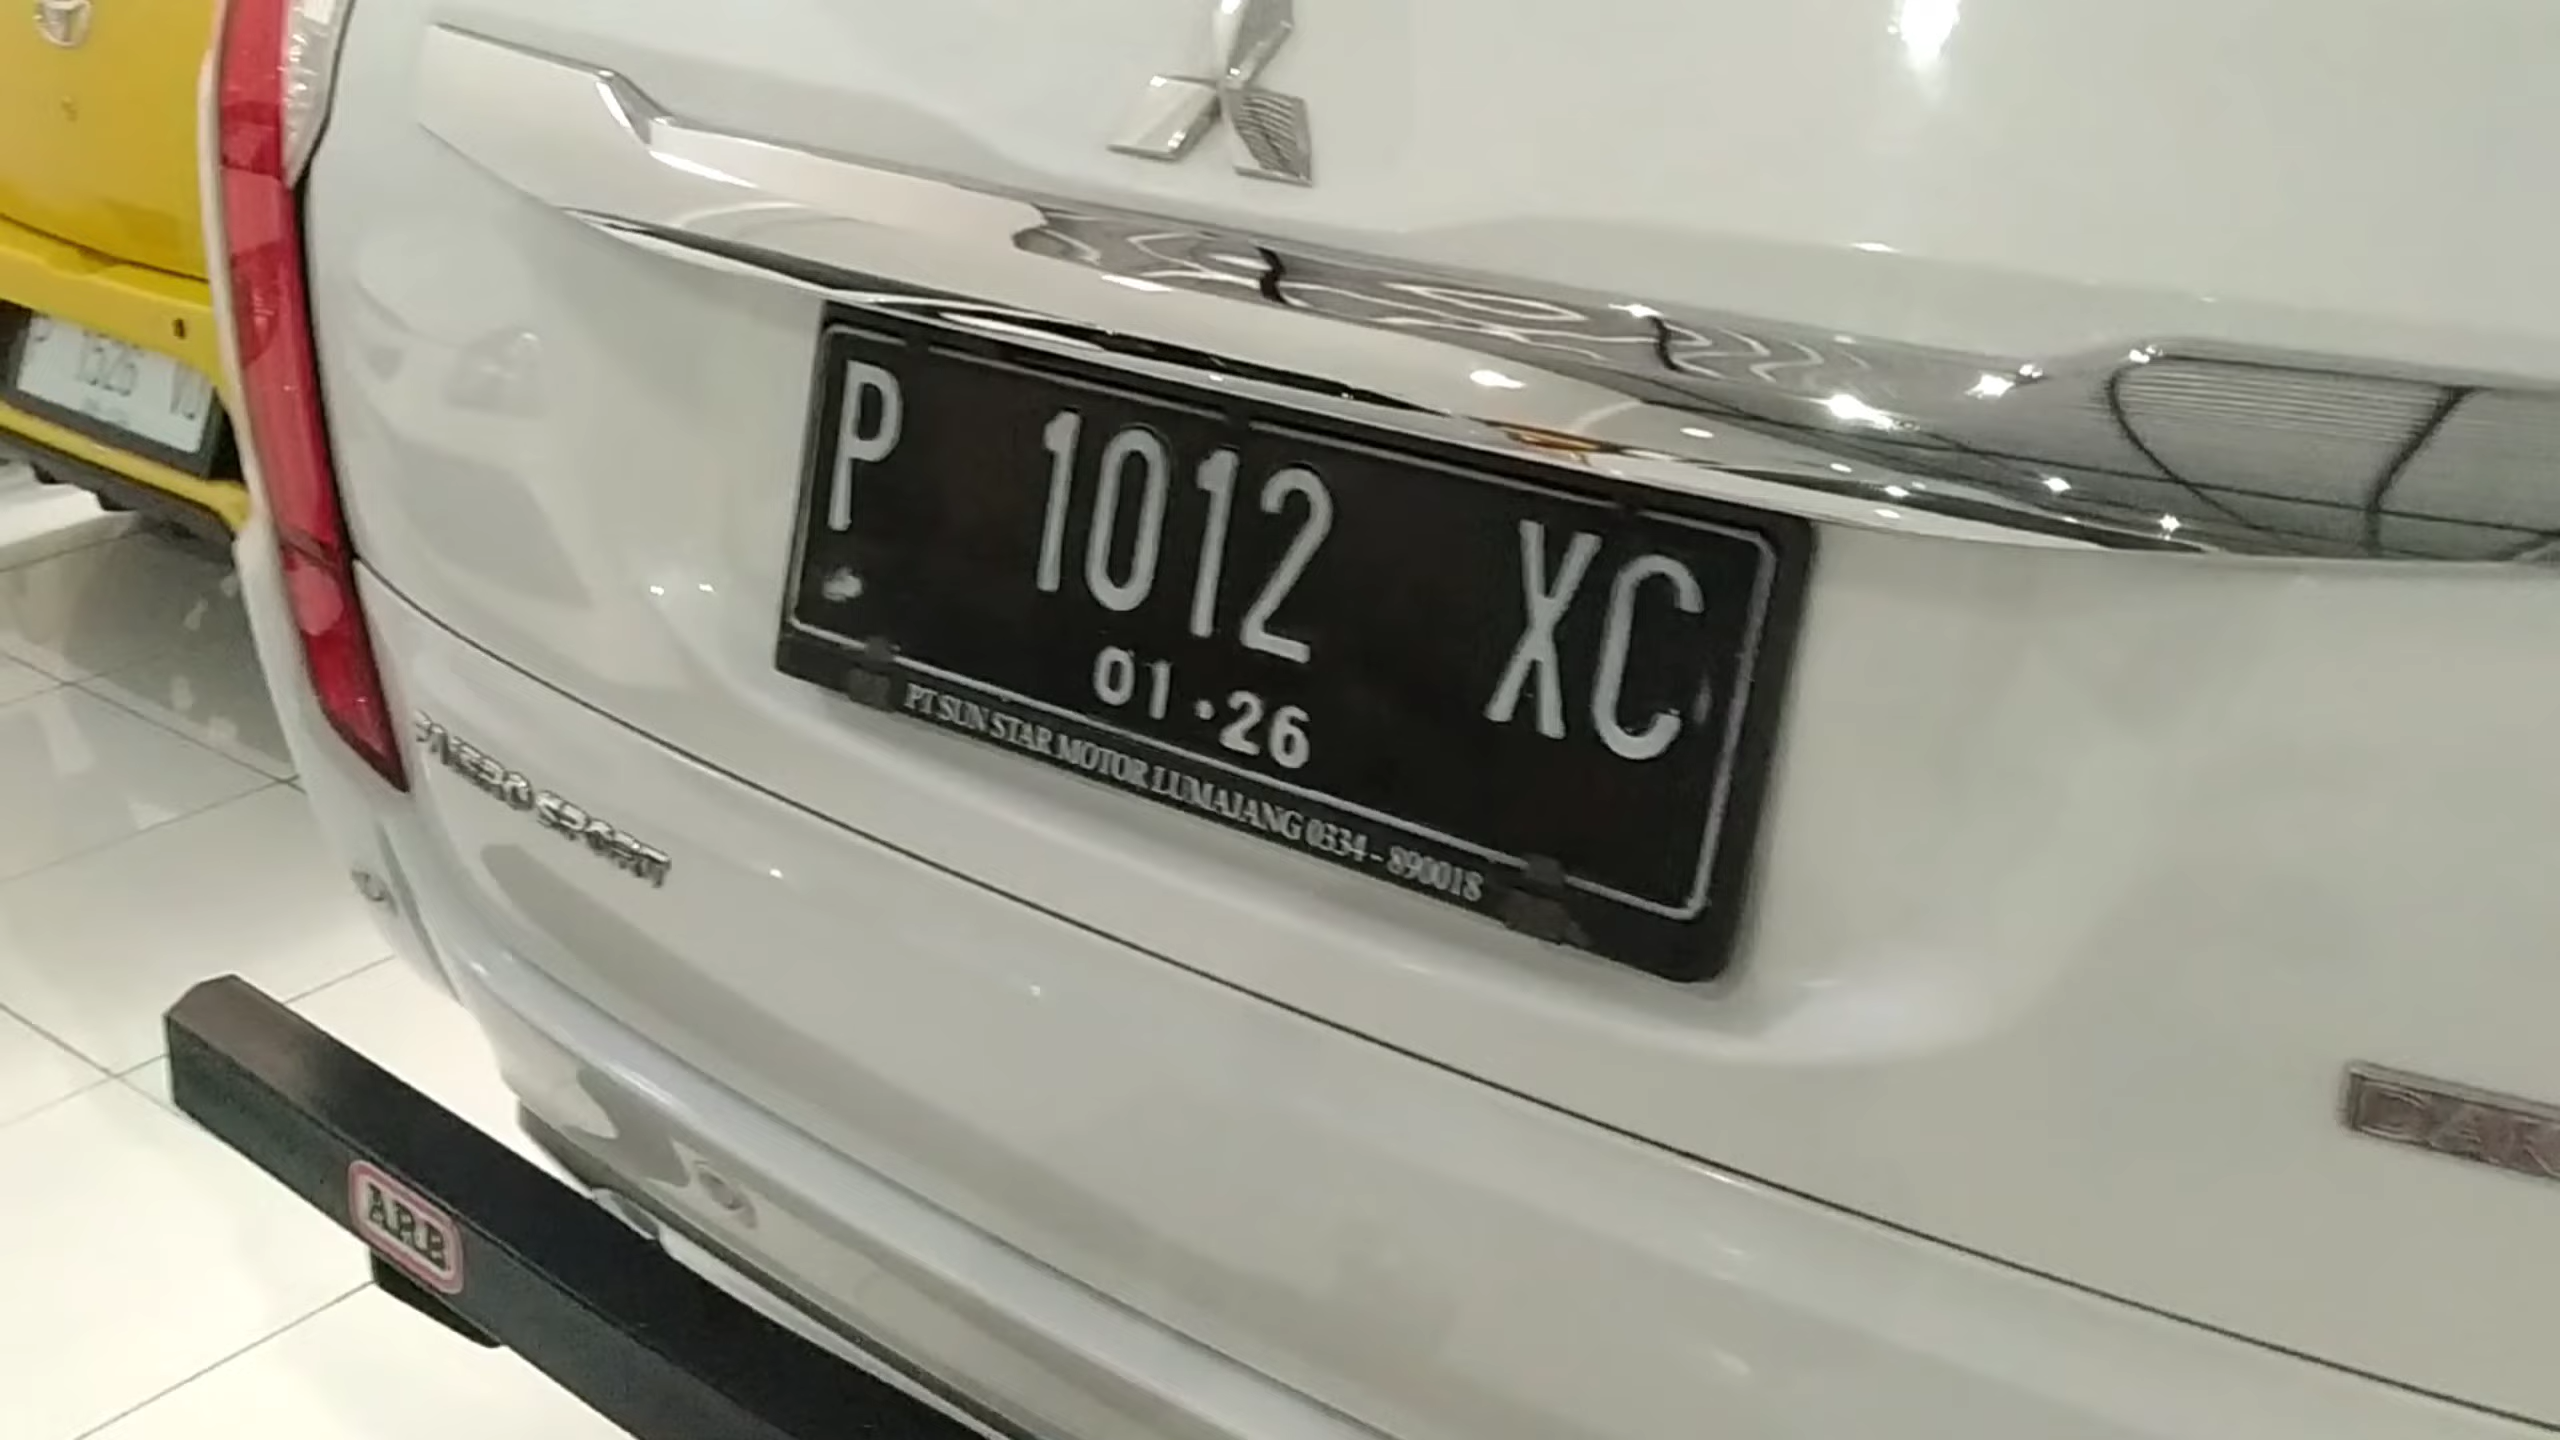 P 1012 XC
01.26
PT SUN STAR MOTOR LUMAJANG 0334 - 890018
PAJERO SPORT
ARB